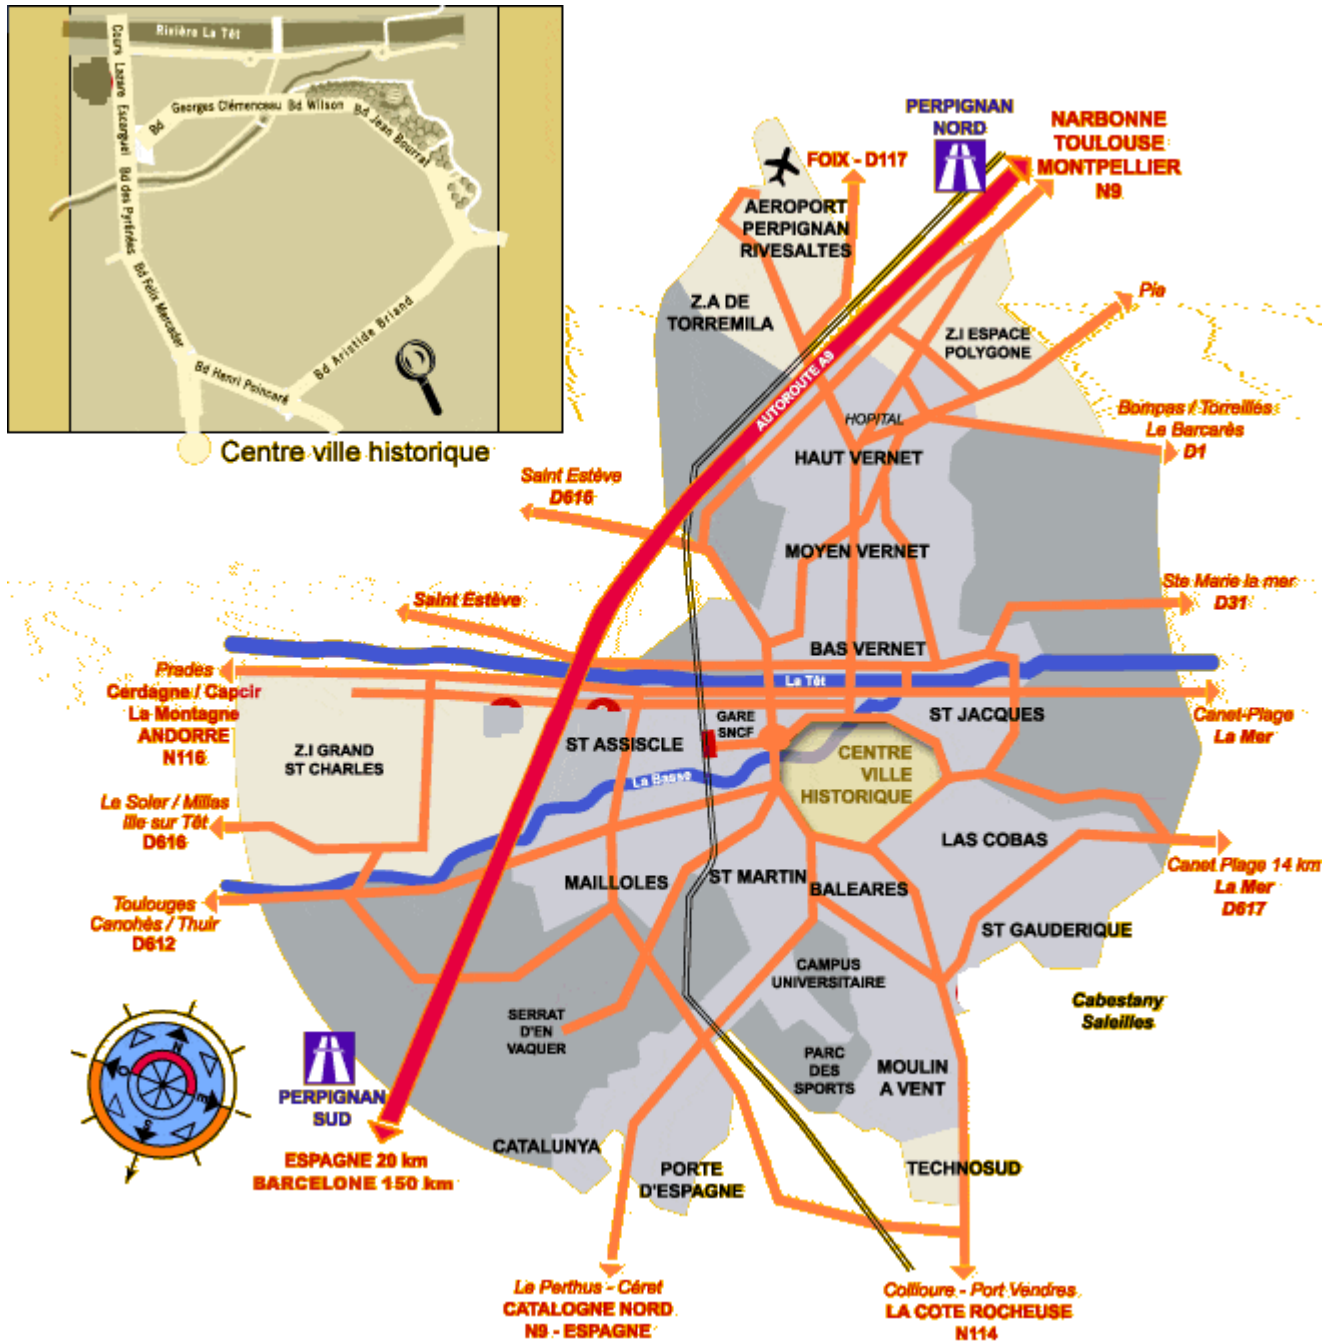 Rivière La Têt
Cours Lazare Escarguel
Bd Georges Clémenceau
Bd Wilson
Bd Jean Bourrat
Bd des Pyrénées
Bd Félix Mercader
Bd Henri Poincaré
Bd Aristide Briand
Centre ville historique
PERPIGNAN
NORD
NARBONNE
TOULOUSE
MONTPELLIER
N9
FOIX - D117
AEROPORT
PERPIGNAN
RIVESALTES
Z.A DE
TORREMILA
Pia
Z.I ESPACE
POLYGONE
AUTOROUTE A9
HOPITAL
Bompas / Torreilles
Le Barcarès
D1
HAUT VERNET
Saint Estève
D616
MOYEN VERNET
Ste Marie la mer
D31
Saint Estève
BAS VERNET
La Têt
Prades
Cerdagne / Capcir
La Montagne
ANDORRE
N116
Z.I GRAND
ST CHARLES
ST ASSISCLE
GARE
SNCF
ST JACQUES
Canet-Plage
La Mer
CENTRE
VILLE
HISTORIQUE
La Basse
Le Soler / Millas
Ille sur Têt
D616
LAS COBAS
Canet Plage 14 km
La Mer
D617
MAILLOLES
ST MARTIN
BALEARES
Toulouges
Canohès / Thuir
D612
ST GAUDERIQUE
CAMPUS
UNIVERSITAIRE
Cabestany
Saleilles
SERRAT
D'EN
VAQUER
PARC
DES
SPORTS
MOULIN
A VENT
N
O
E
S
PERPIGNAN
SUD
ESPAGNE 20 km
BARCELONE 150 km
CATALUNYA
PORTE
D'ESPAGNE
TECHNOSUD
Le Perthus - Céret
CATALOGNE NORD
N9 - ESPAGNE
Collioure - Port Vendres
LA COTE ROCHEUSE
N114